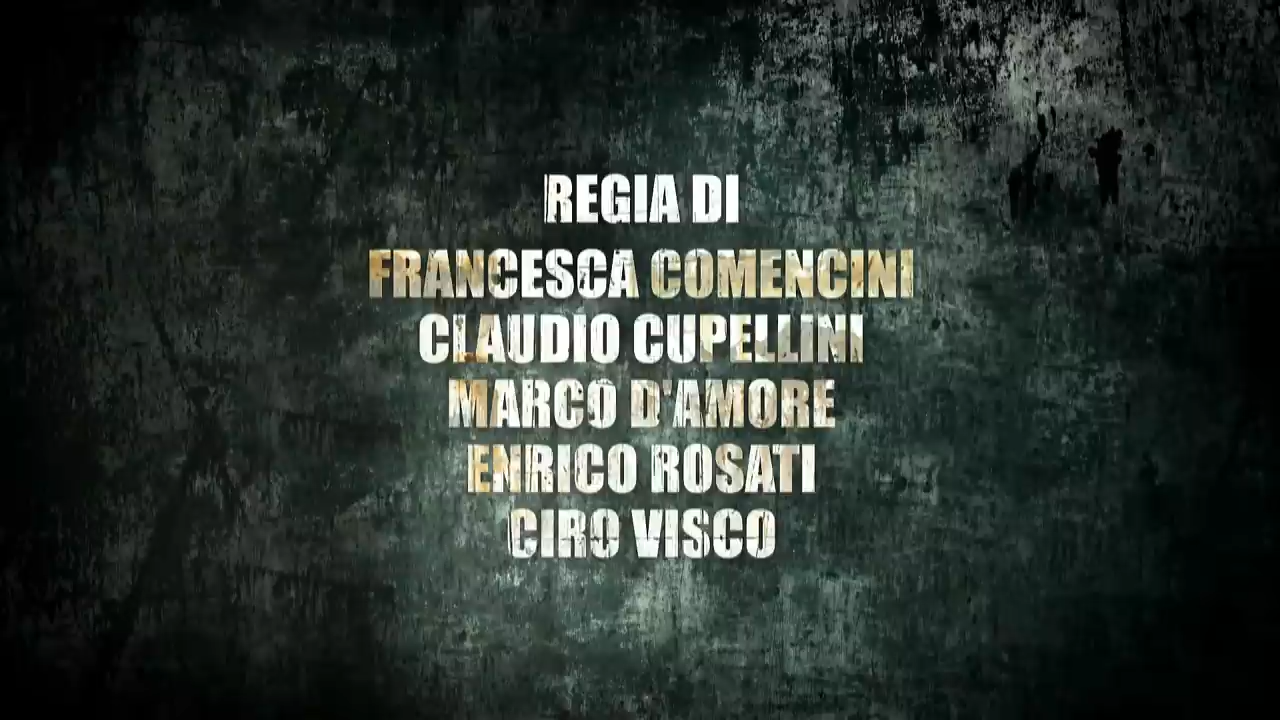 REGIA DI
FRANCESCA COMENCINI
CLAUDIO CUPELLINI
MARCO D'AMORE
ENRICO ROSATI
CIRO VISCO